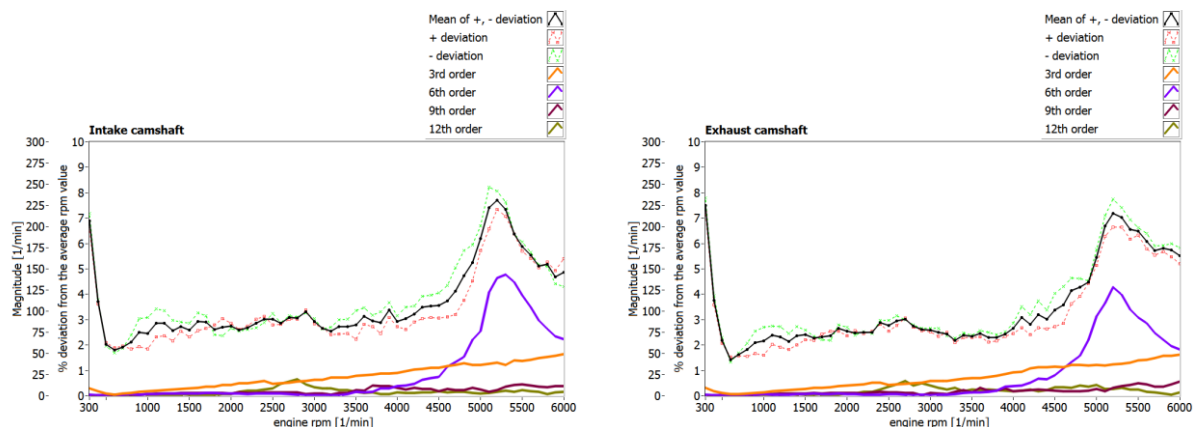 Mean of +, - deviation
+ deviation
- deviation
3rd order
6th order
9th order
12th order
Intake camshaft
Magnitude [1/min]
300-
275-
250-
225-
200-
175-
150-
125-
100-
75-
50-
25-
0-
% deviation from the average rpm value
10
9
8
7
6
5
4
3
2
1
0
300 1000 1500 2000 2500 3000 3500 4000 4500 5000 5500 6000
engine rpm [1/min]
Mean of +, - deviation
+ deviation
- deviation
3rd order
6th order
9th order
12th order
Exhaust camshaft
Magnitude [1/min]
300-
275-
250-
225-
200-
175-
150-
125-
100-
75-
50-
25-
0-
% deviation from the average rpm value
10
9
8
7
6
5
4
3
2
1
0
300 1000 1500 2000 2500 3000 3500 4000 4500 5000 5500 6000
engine rpm [1/min]